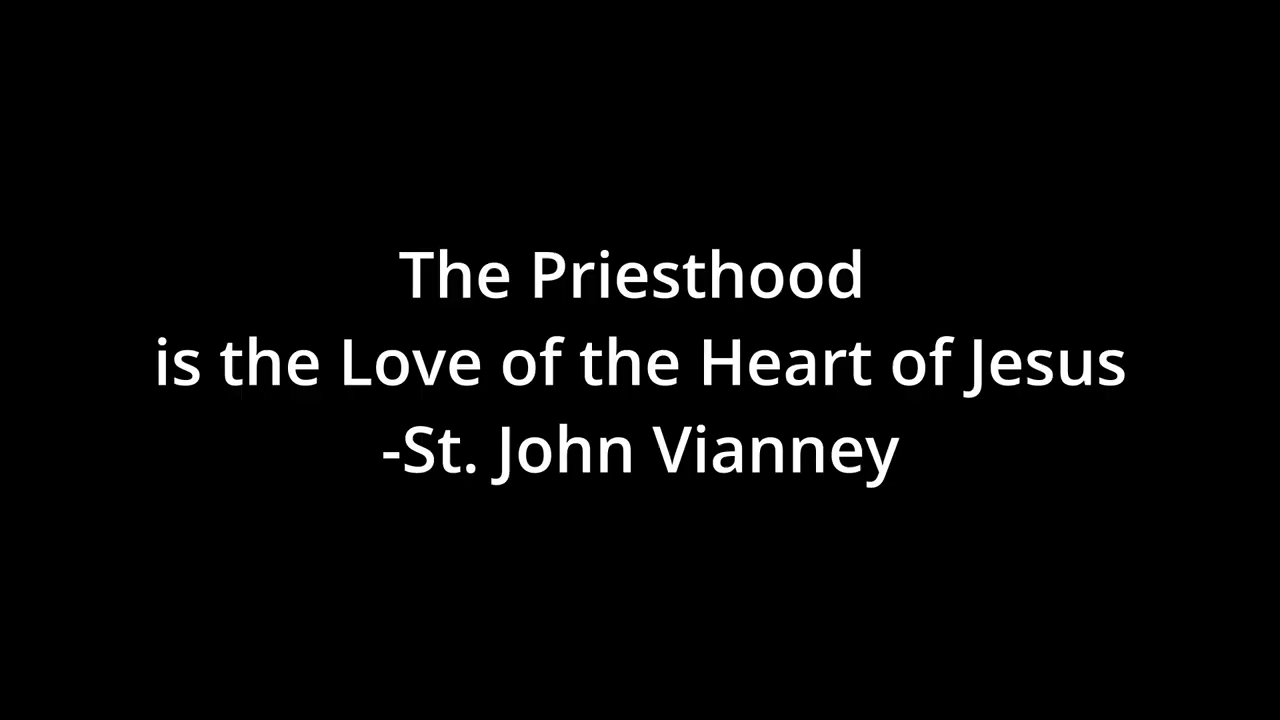 The Priesthood
is the Love of the Heart of Jesus
-St. John Vianney